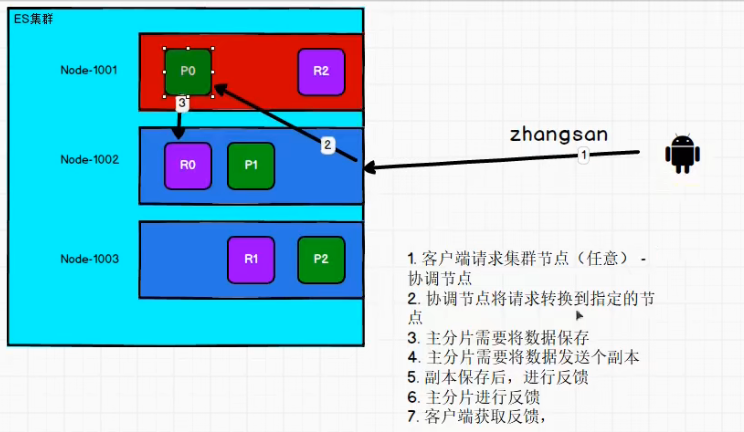 ES集群
Node-1001
P0
R2
3
Node-1002
R0
P1
2
zhangsan
1
Node-1003
R1
P2
1. 客户端请求集群节点（任意） -
协调节点
2. 协调节点将请求转换到指定的节
点
3. 主分片需要将数据保存
4. 主分片需要将数据发送个副本
5. 副本保存后，进行反馈
6. 主分片进行反馈
7. 客户端获取反馈，